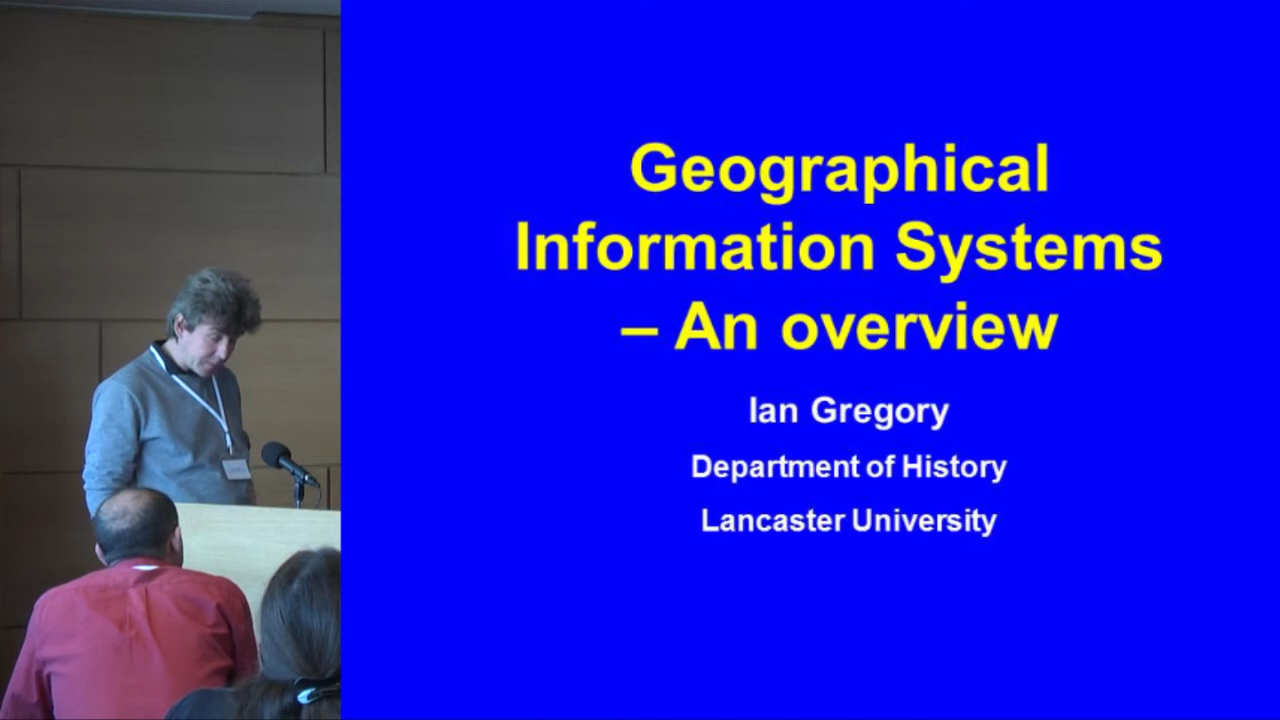 Geographical
Information Systems
– An overview
Ian Gregory
Department of History
Lancaster University